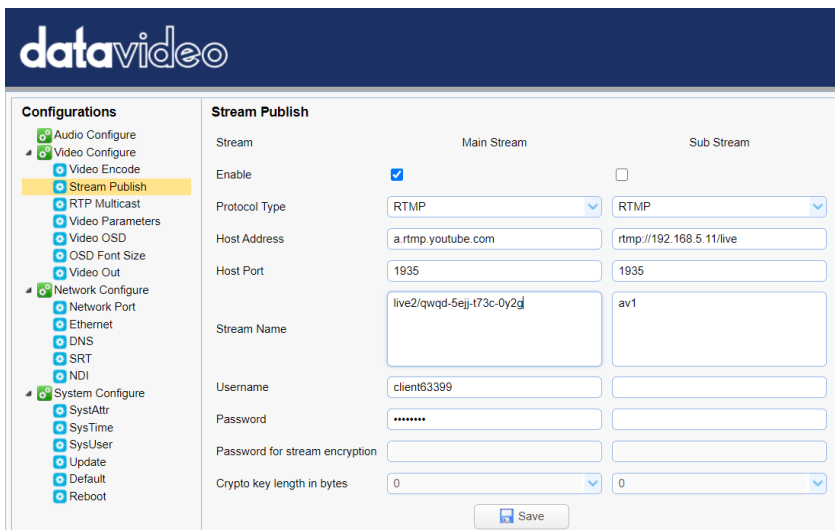 datavideo
Configurations
Audio Configure
Video Configure
Video Encode
Stream Publish
RTP Multicast
Video Parameters
Video OSD
OSD Font Size
Video Out
Network Configure
Network Port
Ethernet
DNS
SRT
NDI
System Configure
SystAttr
SysTime
SysUser
Update
Default
Reboot
Stream Publish
Stream Main Stream Sub Stream
Enable
Protocol Type RTMP RTMP
Host Address a.rtmp.youtube.com rtmp://192.168.5.11/live
Host Port 1935 1935
Stream Name live2/qwqd-5ejj-t73c-0y2g av1
Username client63399
Password ••••••••
Password for stream encryption
Crypto key length in bytes 0 0
Save